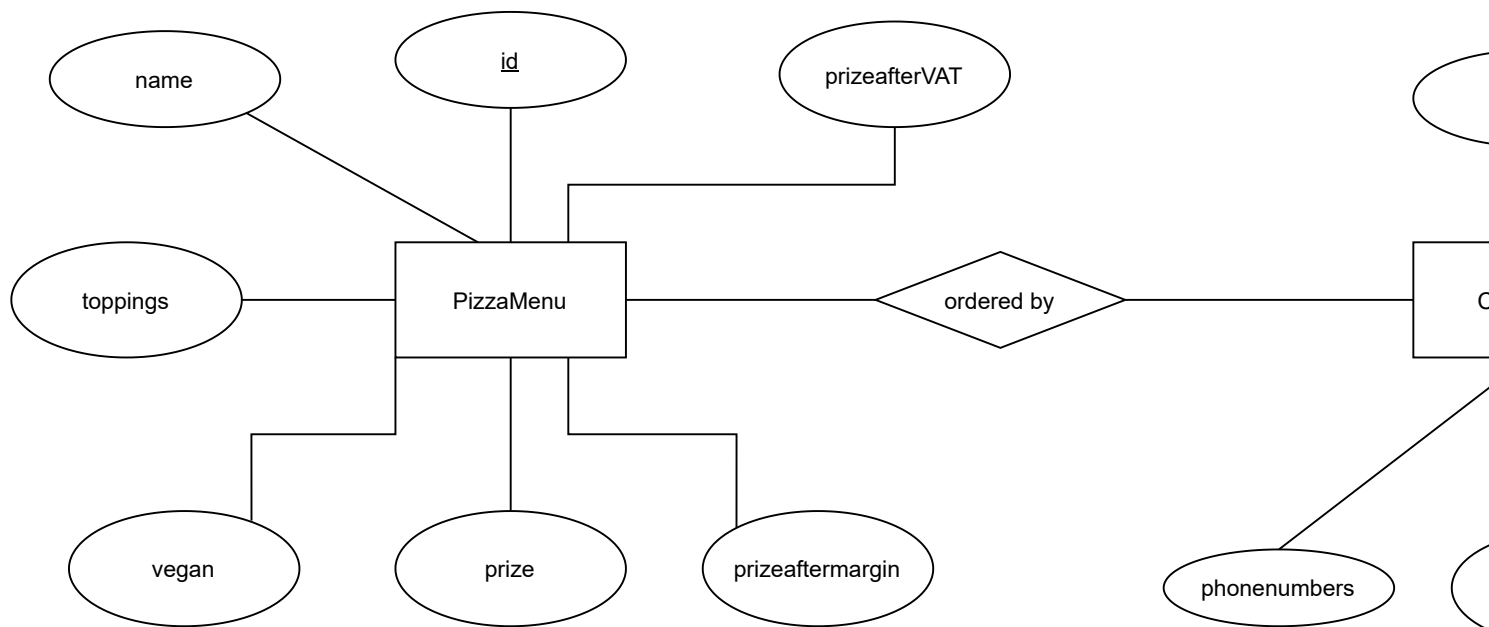 name
id
prizeafterVAT
toppings
PizzaMenu
ordered by
C
vegan
prize
prizeaftermargin
phonenumbers